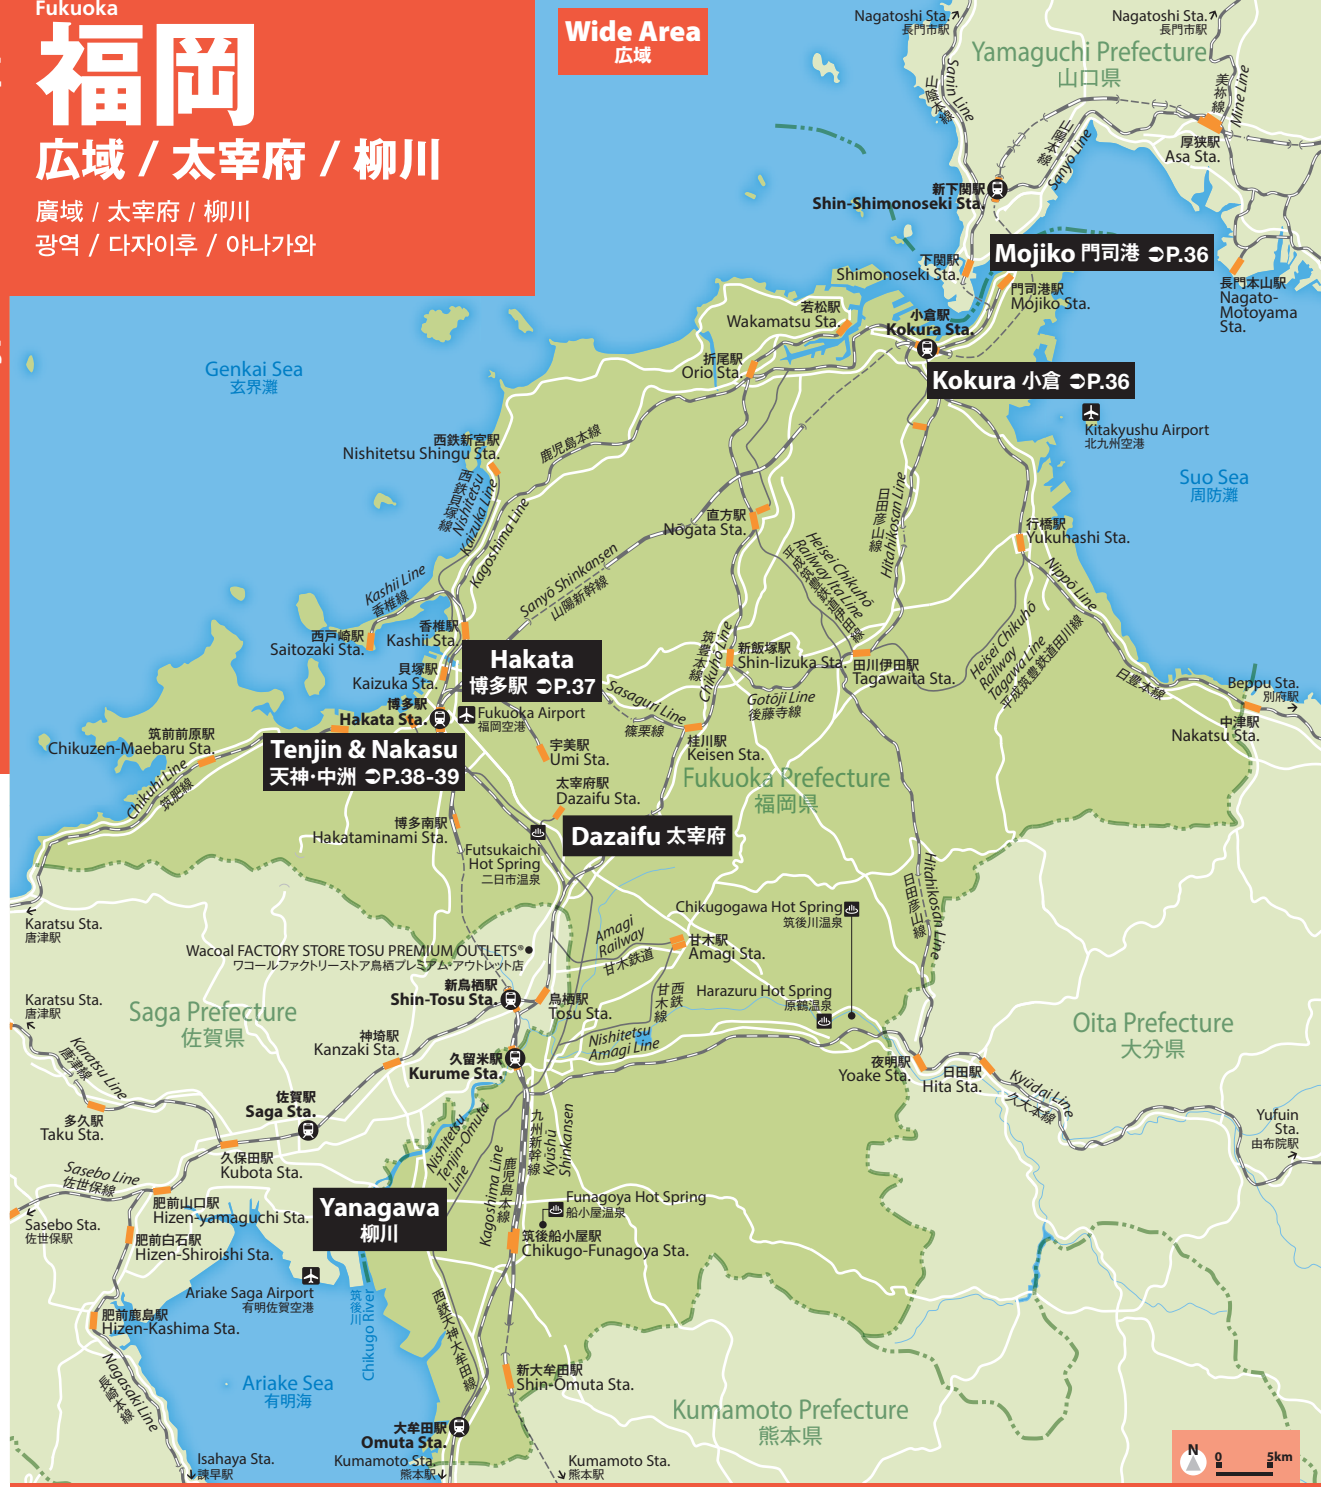 Fukuoka
福岡
広域 / 太宰府 / 柳川
廣域 / 太宰府 / 柳川
광역 / 다자이후 / 야나가와
Wide Area
広域
Nagatoshi Sta.
長門市駅
Nagatoshi Sta.
長門市駅
Yamaguchi Prefecture
山口県
Sanin Line
山陰本線
美祢線
Mine Line
山陽本線
Sanyō Line
厚狭駅
Asa Sta.
新下関駅
Shin-Shimonoseki Sta.
下関駅
Shimonoseki Sta.
Mojiko 門司港 ➲P.36
門司港駅
Mojiko Sta.
長門本山駅
Nagato-
Motoyama
Sta.
若松駅
Wakamatsu Sta.
小倉駅
Kokura Sta.
折尾駅
Orio Sta.
Kokura 小倉 ➲P.36
Genkai Sea
玄界灘
Kitakyushu Airport
北九州空港
Suo Sea
周防灘
西鉄新宮駅
Nishitetsu Shingu Sta.
鹿児島本線
西鉄貝塚線
Nishitetsu
Kaizuka Line
Kagoshima Line
直方駅
Nogata Sta.
日田彦山線
Hitahikosan Line
行橋駅
Yukuhashi Sta.
Sanyō Shinkansen
山陽新幹線
Heisei Chikuhō
Railway Ita Line
平成筑豊鉄道伊田線
Nippō Line
日豊本線
Kashii Line
香椎線
西戸崎駅
Saitozaki Sta.
香椎駅
Kashii Sta.
Hakata
博多駅 ➲P.37
貝塚駅
Kaizuka Sta.
筑豊本線
Chikuhō Line
新飯塚駅
Shin-Iizuka Sta.
田川伊田駅
Tagawaita Sta.
Heisei Chikuhō
Railway
Tagawa Line
平成筑豊鉄道田川線
Beppu Sta.
別府駅
中津駅
Nakatsu Sta.
博多駅
Hakata Sta.
Fukuoka Airport
福岡空港
Sasaguri Line
篠栗線
Gotōji Line
後藤寺線
筑前前原駅
Chikuzen-Maebaru Sta.
Tenjin & Nakasu
天神・中洲 ➲P.38-39
宇美駅
Umi Sta.
桂川駅
Keisen Sta.
Fukuoka Prefecture
福岡県
Chikuhi Line
筑肥線
太宰府駅
Dazaifu Sta.
博多南駅
Hakataminami Sta.
Dazaifu 太宰府
Futsukaichi
Hot Spring
二日市温泉
Hitahikosan Line
日田彦山線
Karatsu Sta.
唐津駅
Chikugogawa Hot Spring
筑後川温泉
Amagi
Railway
甘木鉄道
甘木駅
Amagi Sta.
Wacoal FACTORY STORE TOSU PREMIUM OUTLETS®
ワコールファクトリーストア鳥栖プレミアム・アウトレット店
新鳥栖駅
Shin-Tosu Sta.
鳥栖駅
Tosu Sta.
西鉄
甘木線
Harazuru Hot Spring
原鶴温泉
Karatsu Sta.
唐津駅
Saga Prefecture
佐賀県
神埼駅
Kanzaki Sta.
Nishitetsu
Amagi Line
Oita Prefecture
大分県
久留米駅
Kurume Sta.
夜明駅
Yoake Sta.
日田駅
Hita Sta.
Kyūdai Line
久大本線
Karatsu Line
唐津線
多久駅
Taku Sta.
佐賀駅
Saga Sta.
久保田駅
Kubota Sta.
Nishitetsu
Tenjin-Omuta
Line
九州新幹線
Kyūshū
Shinkansen
Yufuin
Sta.
由布院駅
Sasebo Line
佐世保線
Kagoshima Line
鹿児島本線
Sasebo Sta.
佐世保駅
肥前山口駅
Hizen-yamaguchi Sta.
Yanagawa
柳川
Funagoya Hot Spring
船小屋温泉
肥前白石駅
Hizen-Shiroishi Sta.
筑後船小屋駅
Chikugo-Funagoya Sta.
Ariake Saga Airport
有明佐賀空港
筑後川
Chikugo River
西鉄天神大牟田線
肥前鹿島駅
Hizen-Kashima Sta.
Nagasaki Line
長崎本線
Ariake Sea
有明海
新大牟田駅
Shin-Ōmuta Sta.
大牟田駅
Omuta Sta.
Kumamoto Prefecture
熊本県
Isahaya Sta.
諫早駅
Kumamoto Sta.
熊本駅
Kumamoto Sta.
熊本駅
N
0 5km